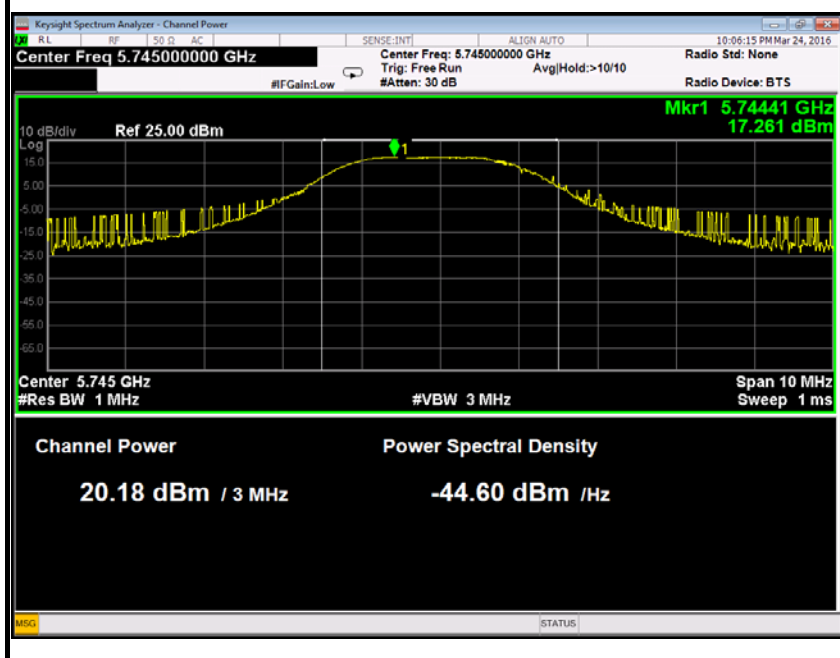 Keysight Spectrum Analyzer - Channel Power
RL RF 50 Ω AC SENSE:INT ALIGN AUTO 10:06:15 PM Mar 24, 2016
Center Freq 5.745000000 GHz Center Freq: 5.745000000 GHz Radio Std: None
Trig: Free Run Avg|Hold:>10/10
#IFGain:Low #Atten: 30 dB Radio Device: BTS
Mkr1 5.74441 GHz
10 dB/div Ref 25.00 dBm 17.261 dBm
Log
1
15.0
5.00
-5.00
-15.0
-25.0
-35.0
-45.0
-55.0
-65.0
Center 5.745 GHz Span 10 MHz
#Res BW 1 MHz #VBW 3 MHz Sweep 1 ms
Channel Power Power Spectral Density
20.18 dBm / 3 MHz -44.60 dBm /Hz
MSG STATUS